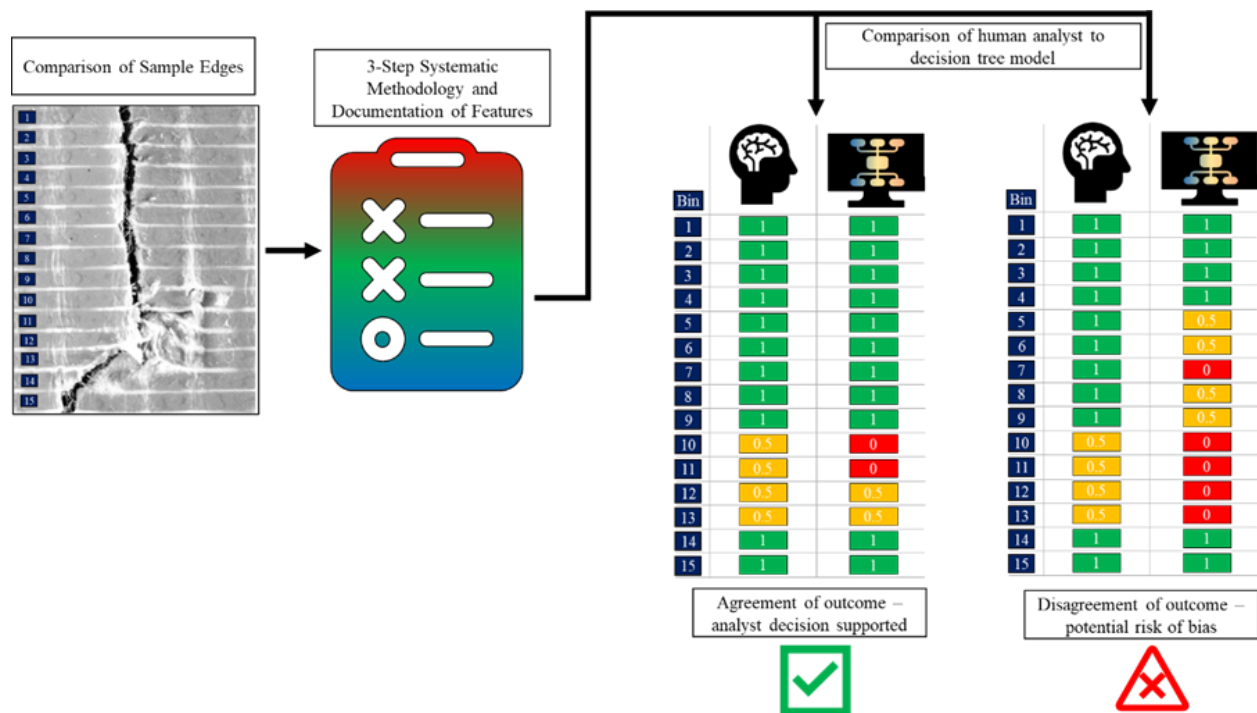 Comparison of Sample Edges
1
2
3
4
5
6
7
8
9
10
11
12
13
14
15
3-Step Systematic
Methodology and
Documentation of Features
Comparison of human analyst to
decision tree model
Bin
1 1 1
2 1 1
3 1 1
4 1 1
5 1 1
6 1 1
7 1 1
8 1 1
9 1 1
10 0.5 0
11 0.5 0
12 0.5 0.5
13 0.5 0.5
14 1 1
15 1 1
Agreement of outcome –
analyst decision supported
Bin
1 1 1
2 1 1
3 1 1
4 1 1
5 1 0.5
6 1 0.5
7 1 0
8 1 0.5
9 1 0.5
10 0.5 0
11 0.5 0
12 0.5 0
13 0.5 0
14 1 1
15 1 1
Disagreement of outcome –
potential risk of bias